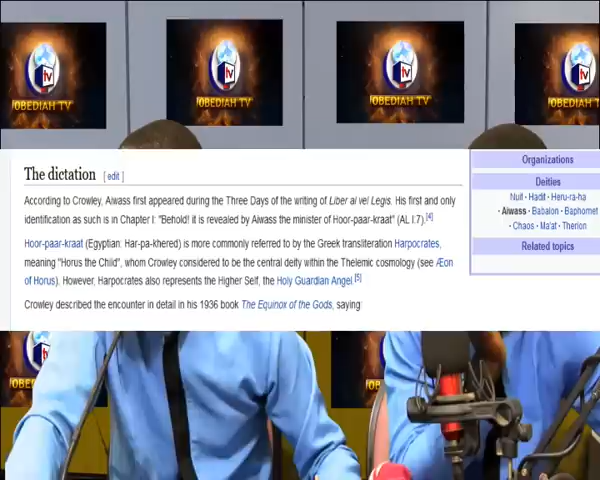 tv
OBEDIAH TV
tv
OBEDIAH TV
tv
OBEDIAH TV
tv
OBEDIAH TV
The dictation [ edit ]
According to Crowley, Aiwass first appeared during the Three Days of the writing of Liber al vel Legis. His first and only
identification as such is in Chapter I: "Behold! it is revealed by Aiwass the minister of Hoor-paar-kraat" (AL I:7).[4]
Hoor-paar-kraat (Egyptian: Har-pa-khered) is more commonly referred to by the Greek transliteration Harpocrates,
meaning "Horus the Child", whom Crowley considered to be the central deity within the Thelemic cosmology (see Æon
of Horus). However, Harpocrates also represents the Higher Self, the Holy Guardian Angel.[5]
Crowley described the encounter in detail in his 1936 book The Equinox of the Gods, saying:
Organizations
Deities
Nuit · Hadit · Heru-ra-ha
· Aiwass · Babalon · Baphomet
· Chaos · Ma'at · Therion
Related topics